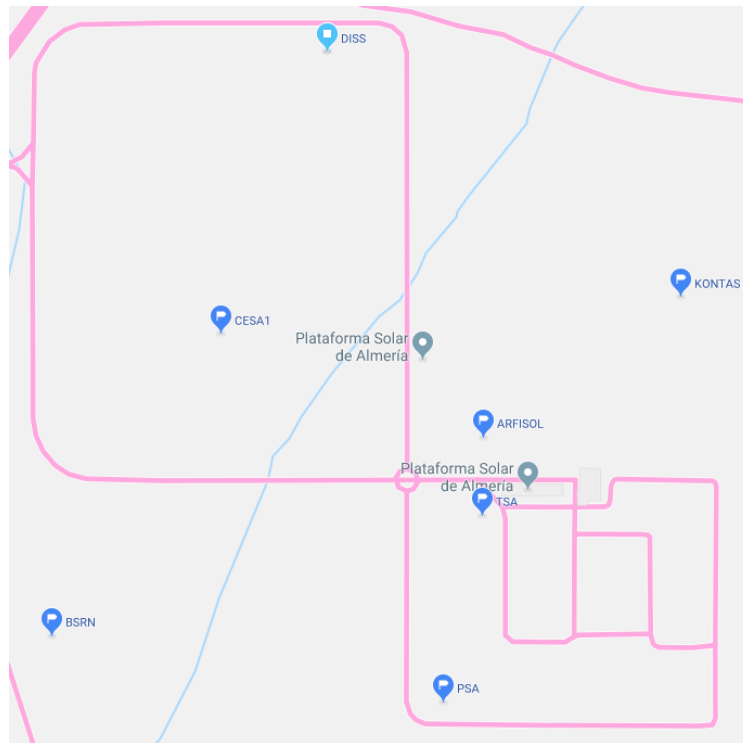 DISS
KONTAS
CESA1
Plataforma Solar
de Almería
ARFISOL
Plataforma Solar
de Almería
TSA
BSRN
PSA